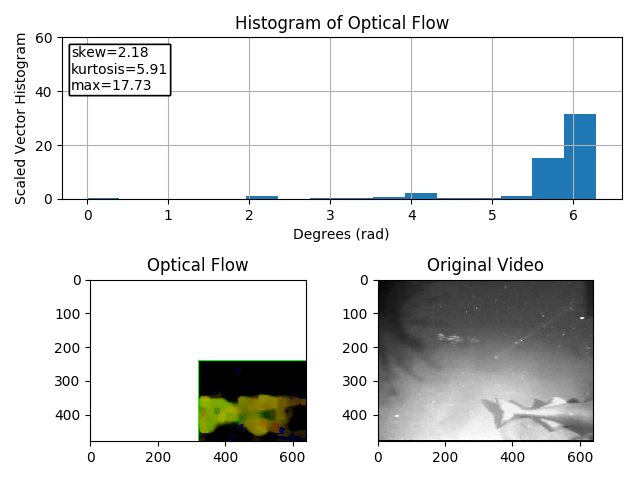 Histogram of Optical Flow
Scaled Vector Histogram
60
40
20
0
skew=2.18
kurtosis=5.91
max=17.73
0 1 2 3 4 5 6
Degrees (rad)
Optical Flow
0
100
200
300
400
0 200 400 600
Original Video
0
100
200
300
400
0 200 400 600